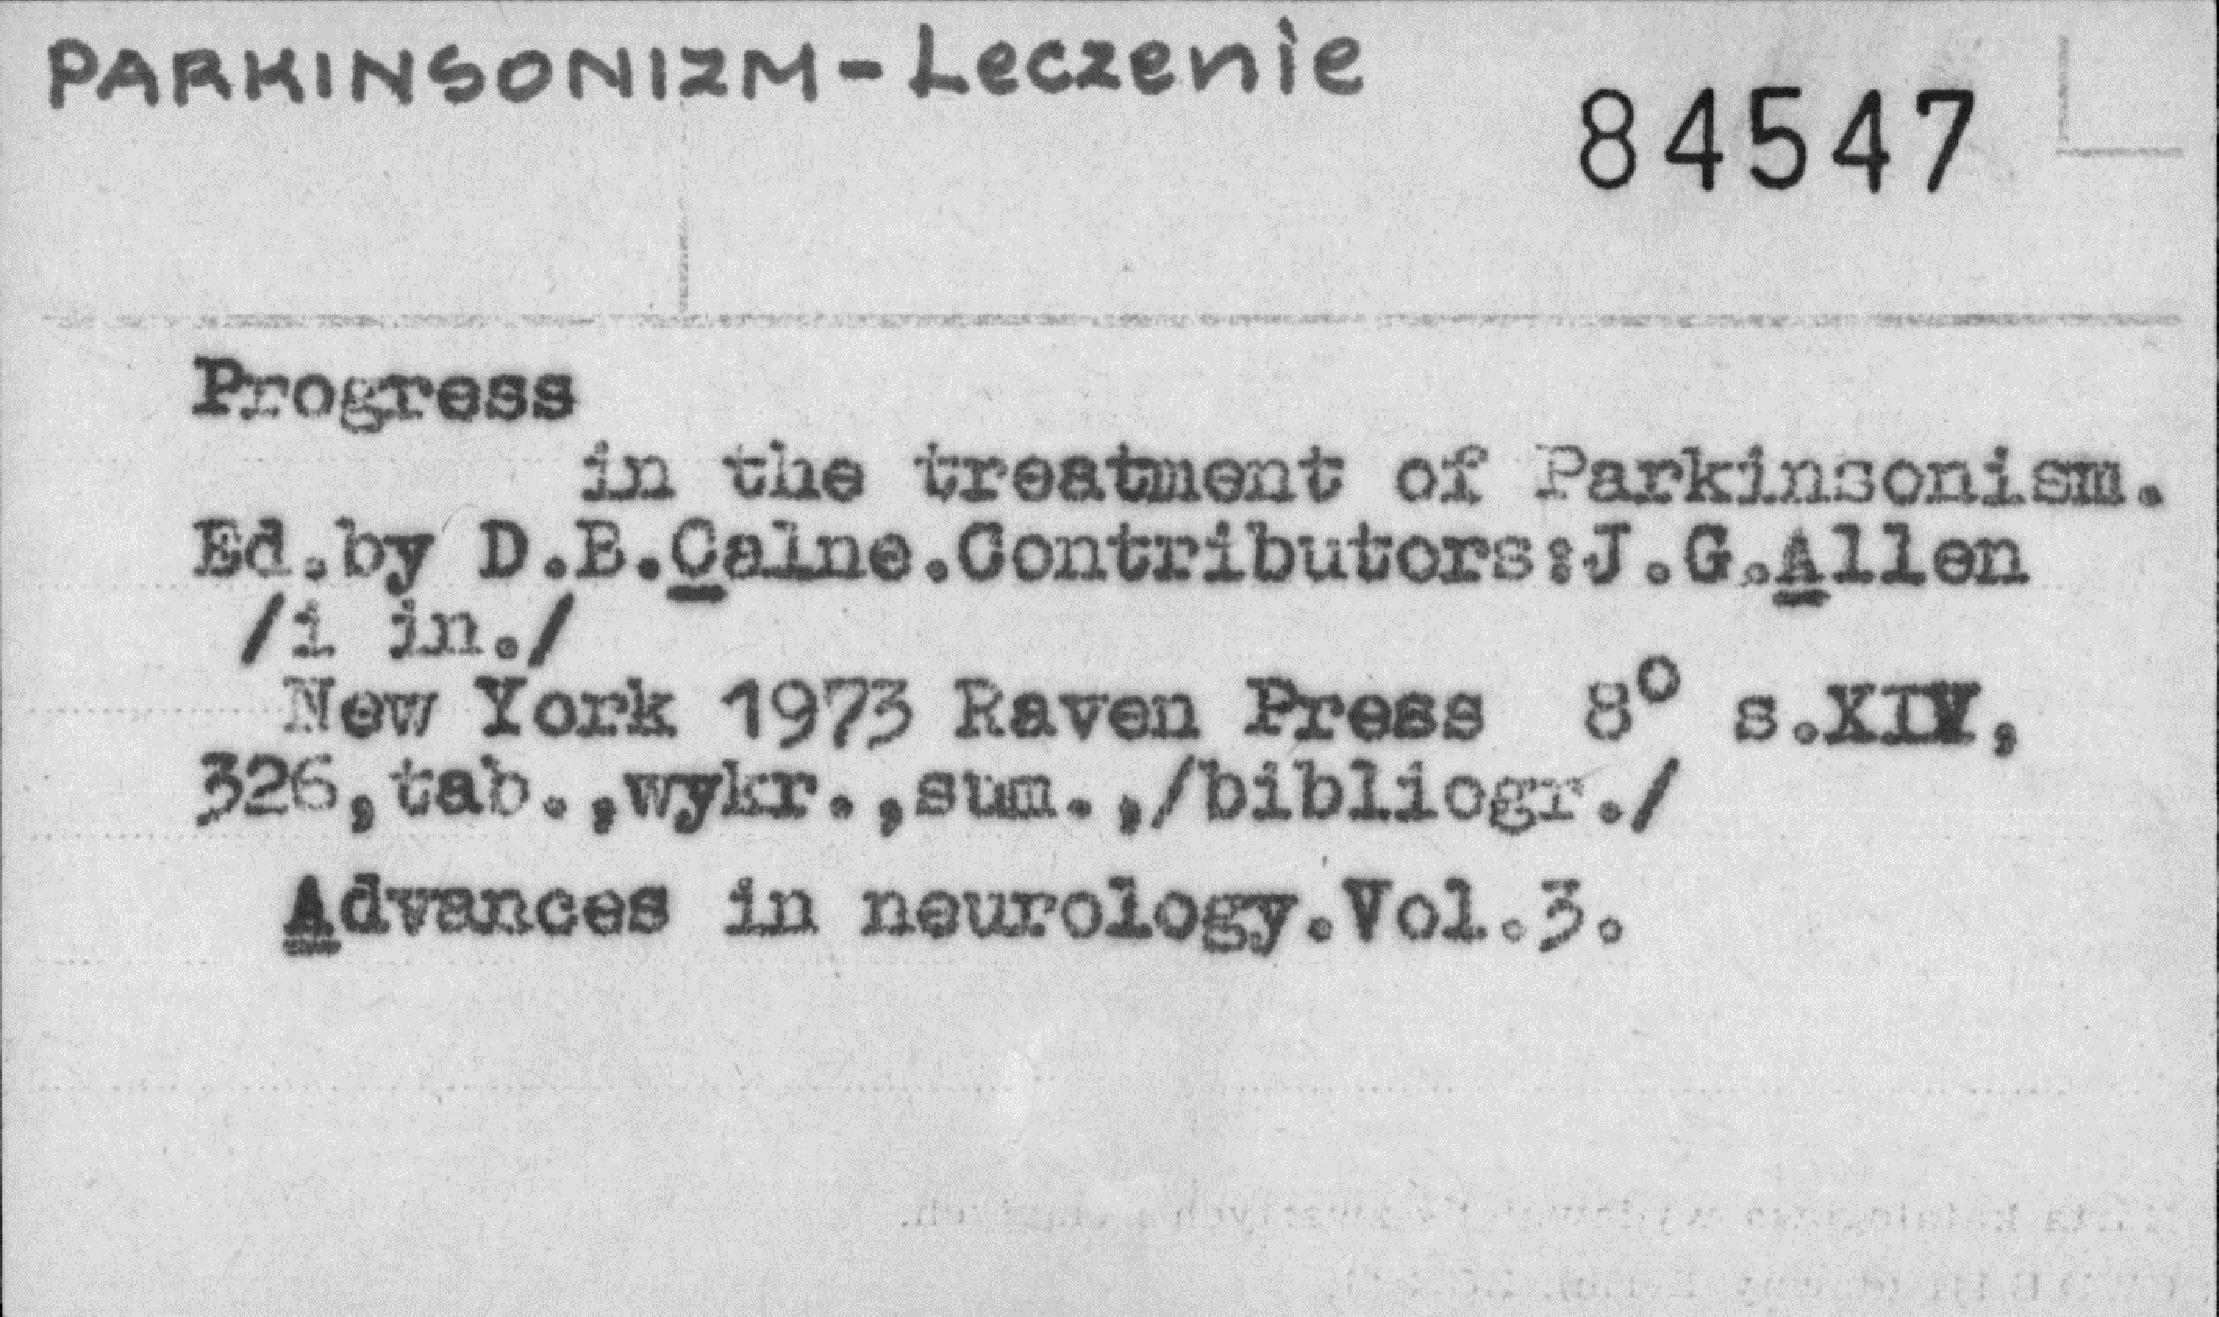 PARKINSONIZM - Leczenie
84547
Progress
in the treatment of Parkinsonism.
Ed.by D.B.Calne.Contributors:J.G.Allen
/i in./
New York 1973 Raven Press 8° s.XIV,
326,tab.,wykr.,sum.,/bibliogr./
Advances in neurology.Vol.3.